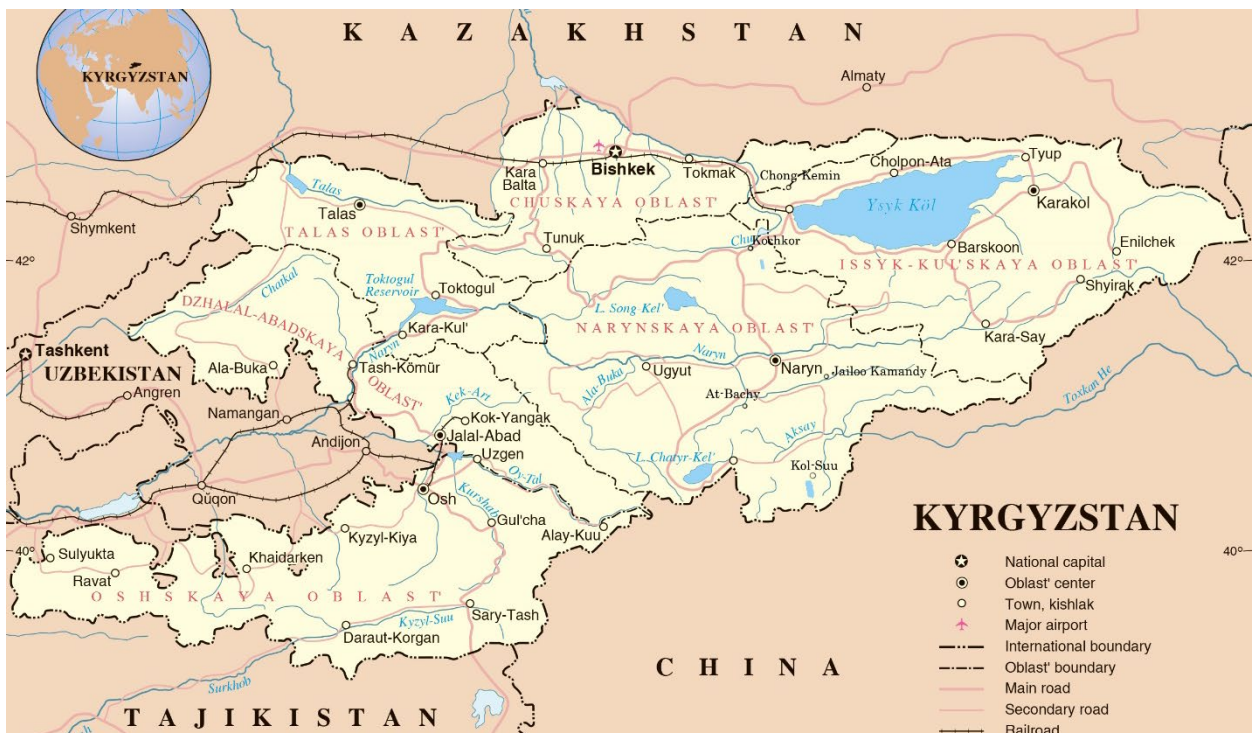 KAZAKHSTAN
KYRGYZSTAN
Almaty
Bishkek
Kara
Balta
Tokmak
Chong-Kemin
Cholpon-Ata
Tyup
Talas
Talas
Ysyk Köl
Karakol
CHUSKAYA OBLAST'
Shymkent
TALAS OBLAST'
Tunuk
Chu
Kochkor
Barskoon
Enilchek
42°
42°
ISSYK-KUL'SKAYA OBLAST'
Chatkal
Toktogul
Reservoir
Toktogul
Shyirak
DZHALAL-ABADSKAYA
OBLAST'
L. Song-Kel'
NARYNSKAYA OBLAST'
Kara-Kul'
Kara-Say
Naryn
Naryn
Tashkent
UZBEKISTAN
Ala-Buka
Tash-Kömür
Ala-Buka
Ugyut
Naryn
Jailoo Kamandy
Toxkan He
Angren
Kek-Art
At-Bachy
Namangan
Kok-Yangak
Andijon
Jalal-Abad
Aksay
Uzgen
L. Chatyr-Kel'
Kol-Suu
Oy-Tal
Qŭqon
Osh
Kurshab
Gul'cha
Kyzyl-Kiya
Alay-Kuu
KYRGYZSTAN
40°
40°
Sulyukta
Khaidarken
Ravat
OSHSKAYA OBLAST'
Sary-Tash
Kyzyl-Suu
Daraut-Korgan
Surkhob
CHINA
TAJIKISTAN
National capital
Oblast' center
Town, kishlak
Major airport
International boundary
Oblast' boundary
Main road
Secondary road
Railroad